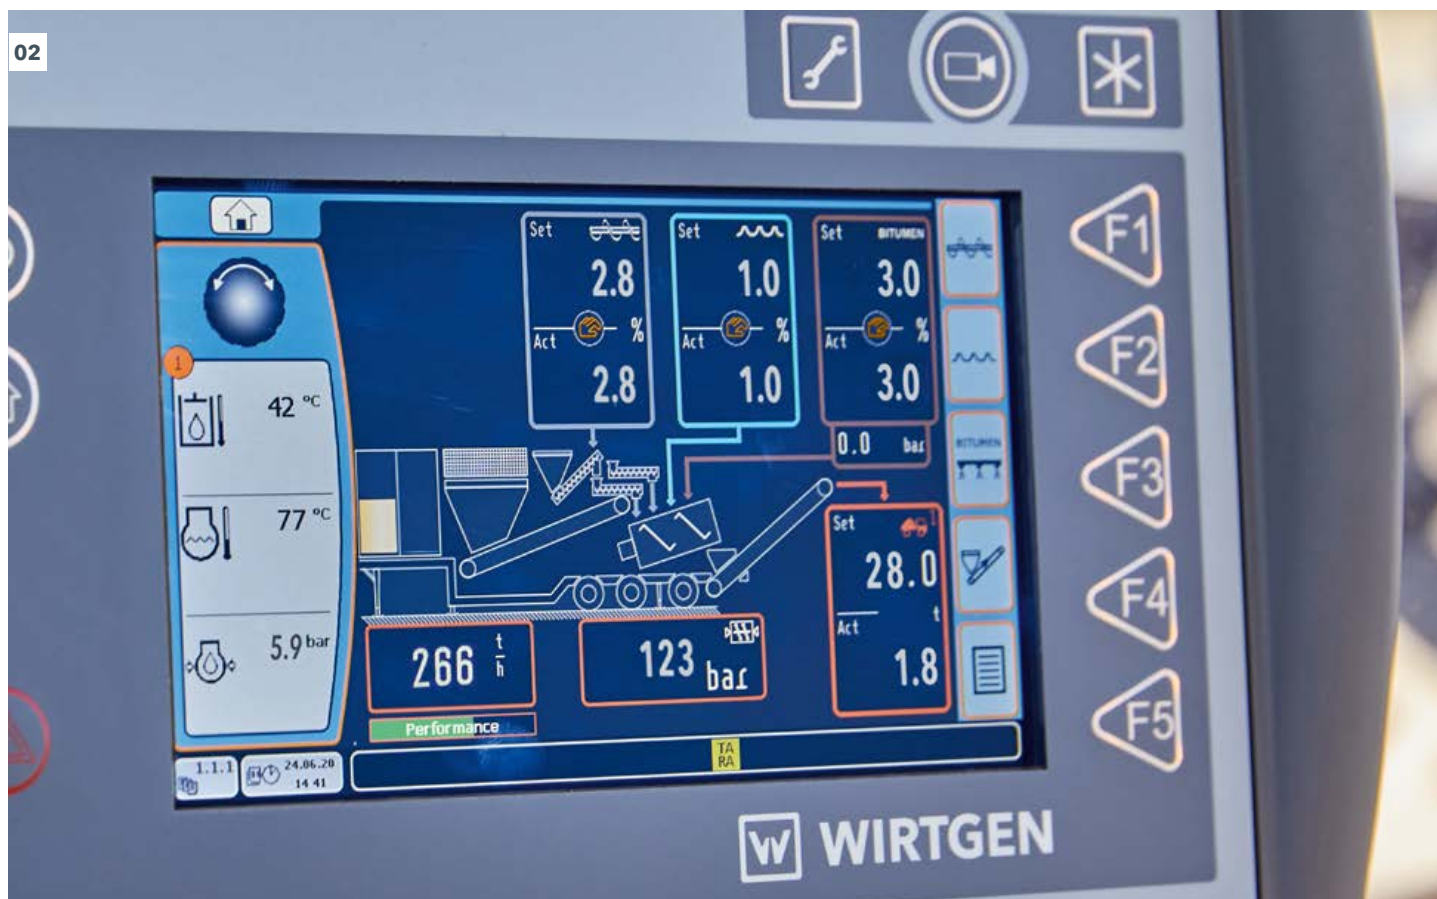 02
Set
2.8
%
Act
2.8
Set
1.0
%
Act
1.0
Set BITUMEN
3.0
%
Act
3.0
0.0 bar
1
42 °C
77 °C
5.9 bar
BITUMEN
Set
28.0
t
Act
1.8
266 t/h
123 bar
Performance
TA
RA
1.1.1
24.06.20
14 41
F1
F2
F3
F4
F5
W WIRTGEN